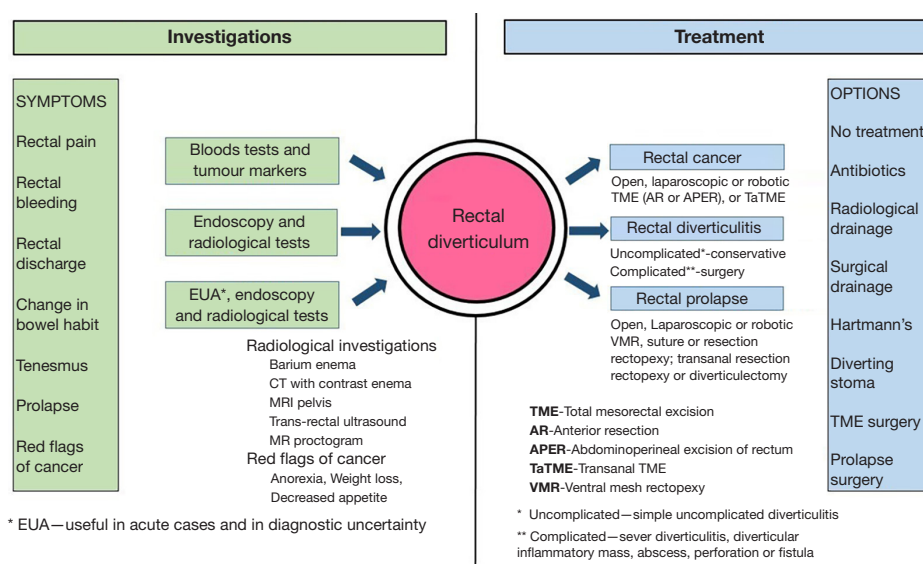 Investigations
SYMPTOMS
Rectal pain
Rectal
bleeding
Rectal
discharge
Change in
bowel habit
Tenesmus
Prolapse
Red flags
of cancer
Bloods tests and
tumour markers
Endoscopy and
radiological tests
EUA*, endoscopy
and radiological tests
Radiological investigations
Barium enema
CT with contrast enema
MRI pelvis
Trans-rectal ultrasound
MR proctogram
Red flags of cancer
Anorexia, Weight loss,
Decreased appetite
* EUA—useful in acute cases and in diagnostic uncertainty
Rectal
diverticulum
Treatment
Rectal cancer
Open, laparoscopic or robotic
TME (AR or APER), or TaTME
Rectal diverticulitis
Uncomplicated*-conservative
Complicated**-surgery
Rectal prolapse
Open, Laparoscopic or robotic
VMR, suture or resection
rectopexy; transanal resection
rectopexy or diverticulectomy
TME-Total mesorectal excision
AR-Anterior resection
APER-Abdominoperineal excision of rectum
TaTME-Transanal TME
VMR-Ventral mesh rectopexy
* Uncomplicated—simple uncomplicated diverticulitis
** Complicated—sever diverticulitis, diverticular
inflammatory mass, abscess, perforation or fistula
OPTIONS
No treatment
Antibiotics
Radiological
drainage
Surgical
drainage
Hartmann's
Diverting
stoma
TME surgery
Prolapse
surgery